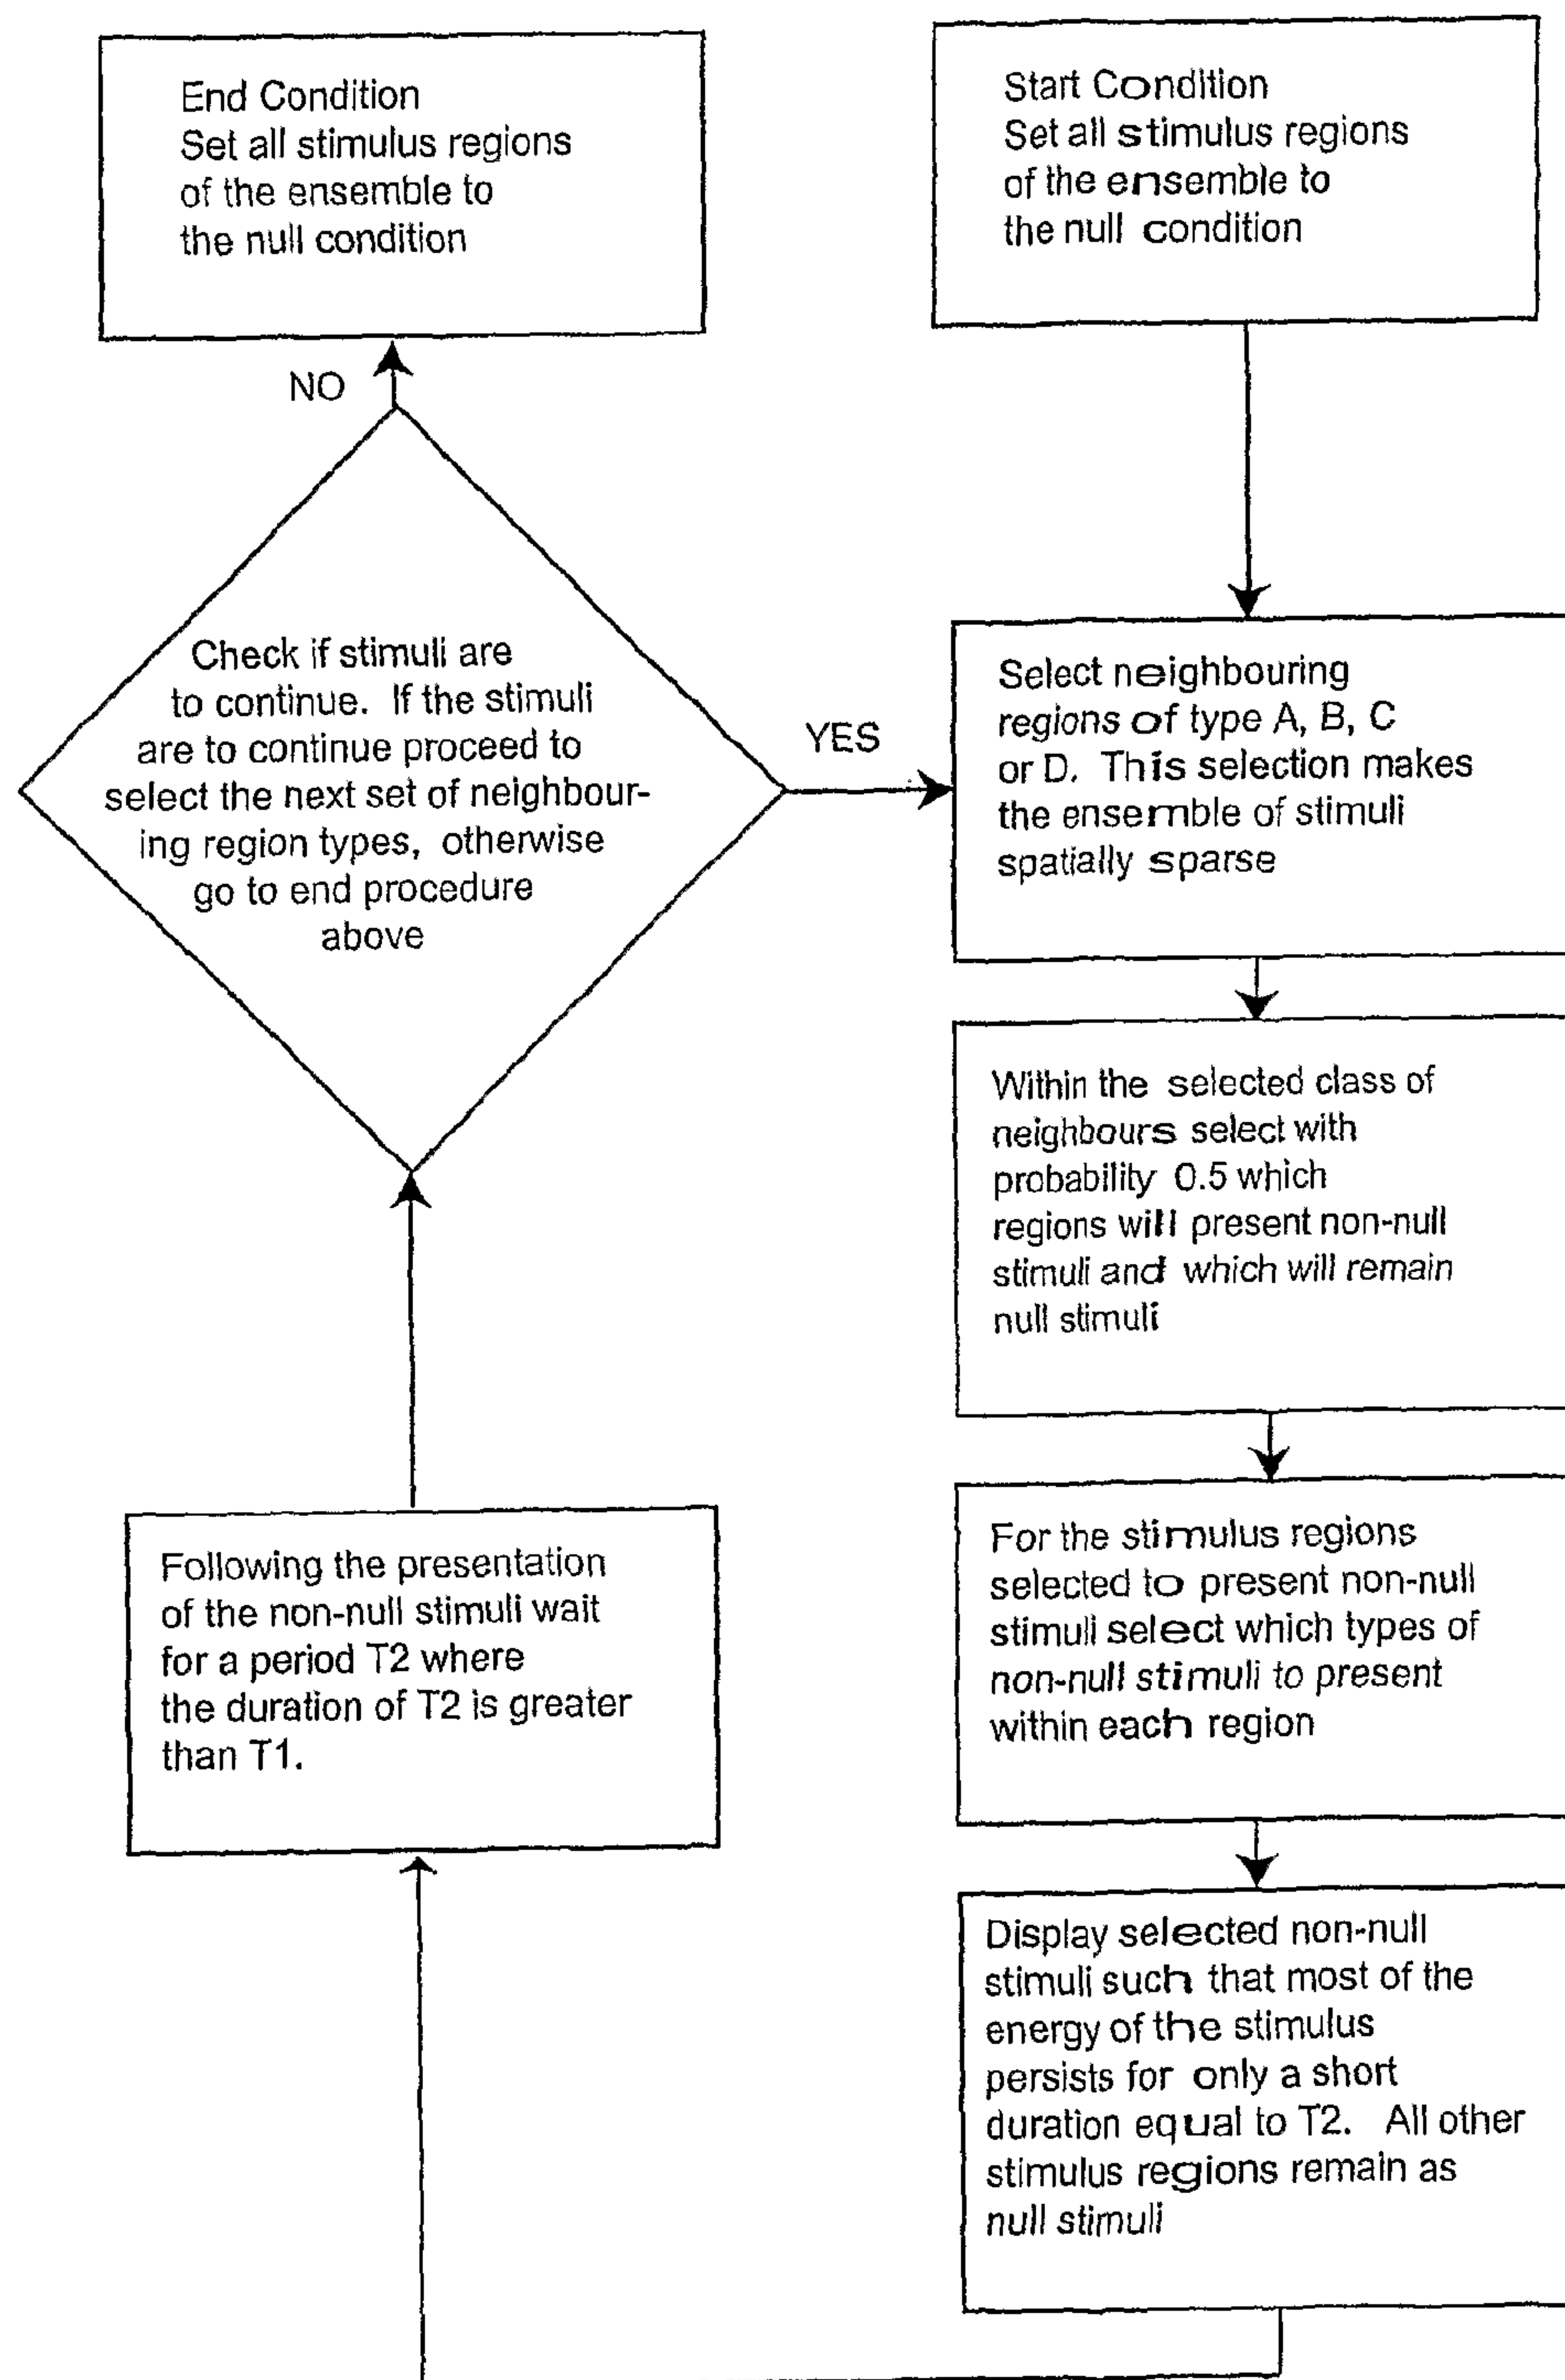 End Condition
Set all stimulus regions
of the ensemble to
the null condition
Start Condition
Set all stimulus regions
of the ensemble to
the null condition
NO
Check if stimuli are
to continue. If the stimuli
are to continue proceed to
select the next set of neighbour-
ing region types, otherwise
go to end procedure
above
YES
Select neighbouring
regions of type A, B, C
or D. This selection makes
the ensemble of stimuli
spatially sparse
Within the selected class of
neighbours select with
probability 0.5 which
regions will present non-null
stimuli and which will remain
null stimuli
For the stimulus regions
selected to present non-null
stimuli select which types of
non-null stimuli to present
within each region
Following the presentation
of the non-null stimuli wait
for a period T2 where
the duration of T2 is greater
than T1.
Display selected non-null
stimuli such that most of the
energy of the stimulus
persists for only a short
duration equal to T2. All other
stimulus regions remain as
null stimuli